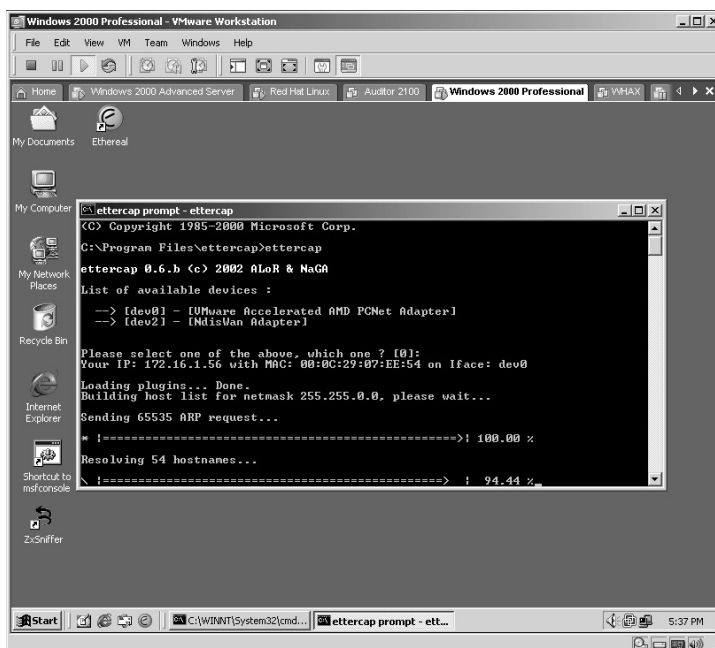 Windows 2000 Professional - VMware Workstation
File Edit View VM Team Windows Help
Home Windows 2000 Advanced Server Red Hat Linux Auditor 2100 Windows 2000 Professional WHAX
My Documents Ethereal
My Computer
My Network Places
Recycle Bin
Internet Explorer
Shortcut to msfconsole
ZxSniffer
ettercap prompt - ettercap
(C) Copyright 1985-2000 Microsoft Corp.
C:\Program Files\ettercap>ettercap
ettercap 0.6.b (c) 2002 ALoR & NaGA
List of available devices :
--> [dev0] - [VMware Accelerated AMD PCNet Adapter]
--> [dev2] - [NdisWan Adapter]
Please select one of the above, which one ? [0]:
Your IP: 172.16.1.56 with MAC: 00:0C:29:07:EE:54 on Iface: dev0
Loading plugins... Done.
Building host list for netmask 255.255.0.0, please wait...
Sending 65535 ARP request...
* |==================================================>| 100.00 %
Resolving 54 hostnames...
\ |================================================>  | 94.44 %_
Start C:\WINNT\System32\cmd... ettercap prompt - ett... 5:37 PM